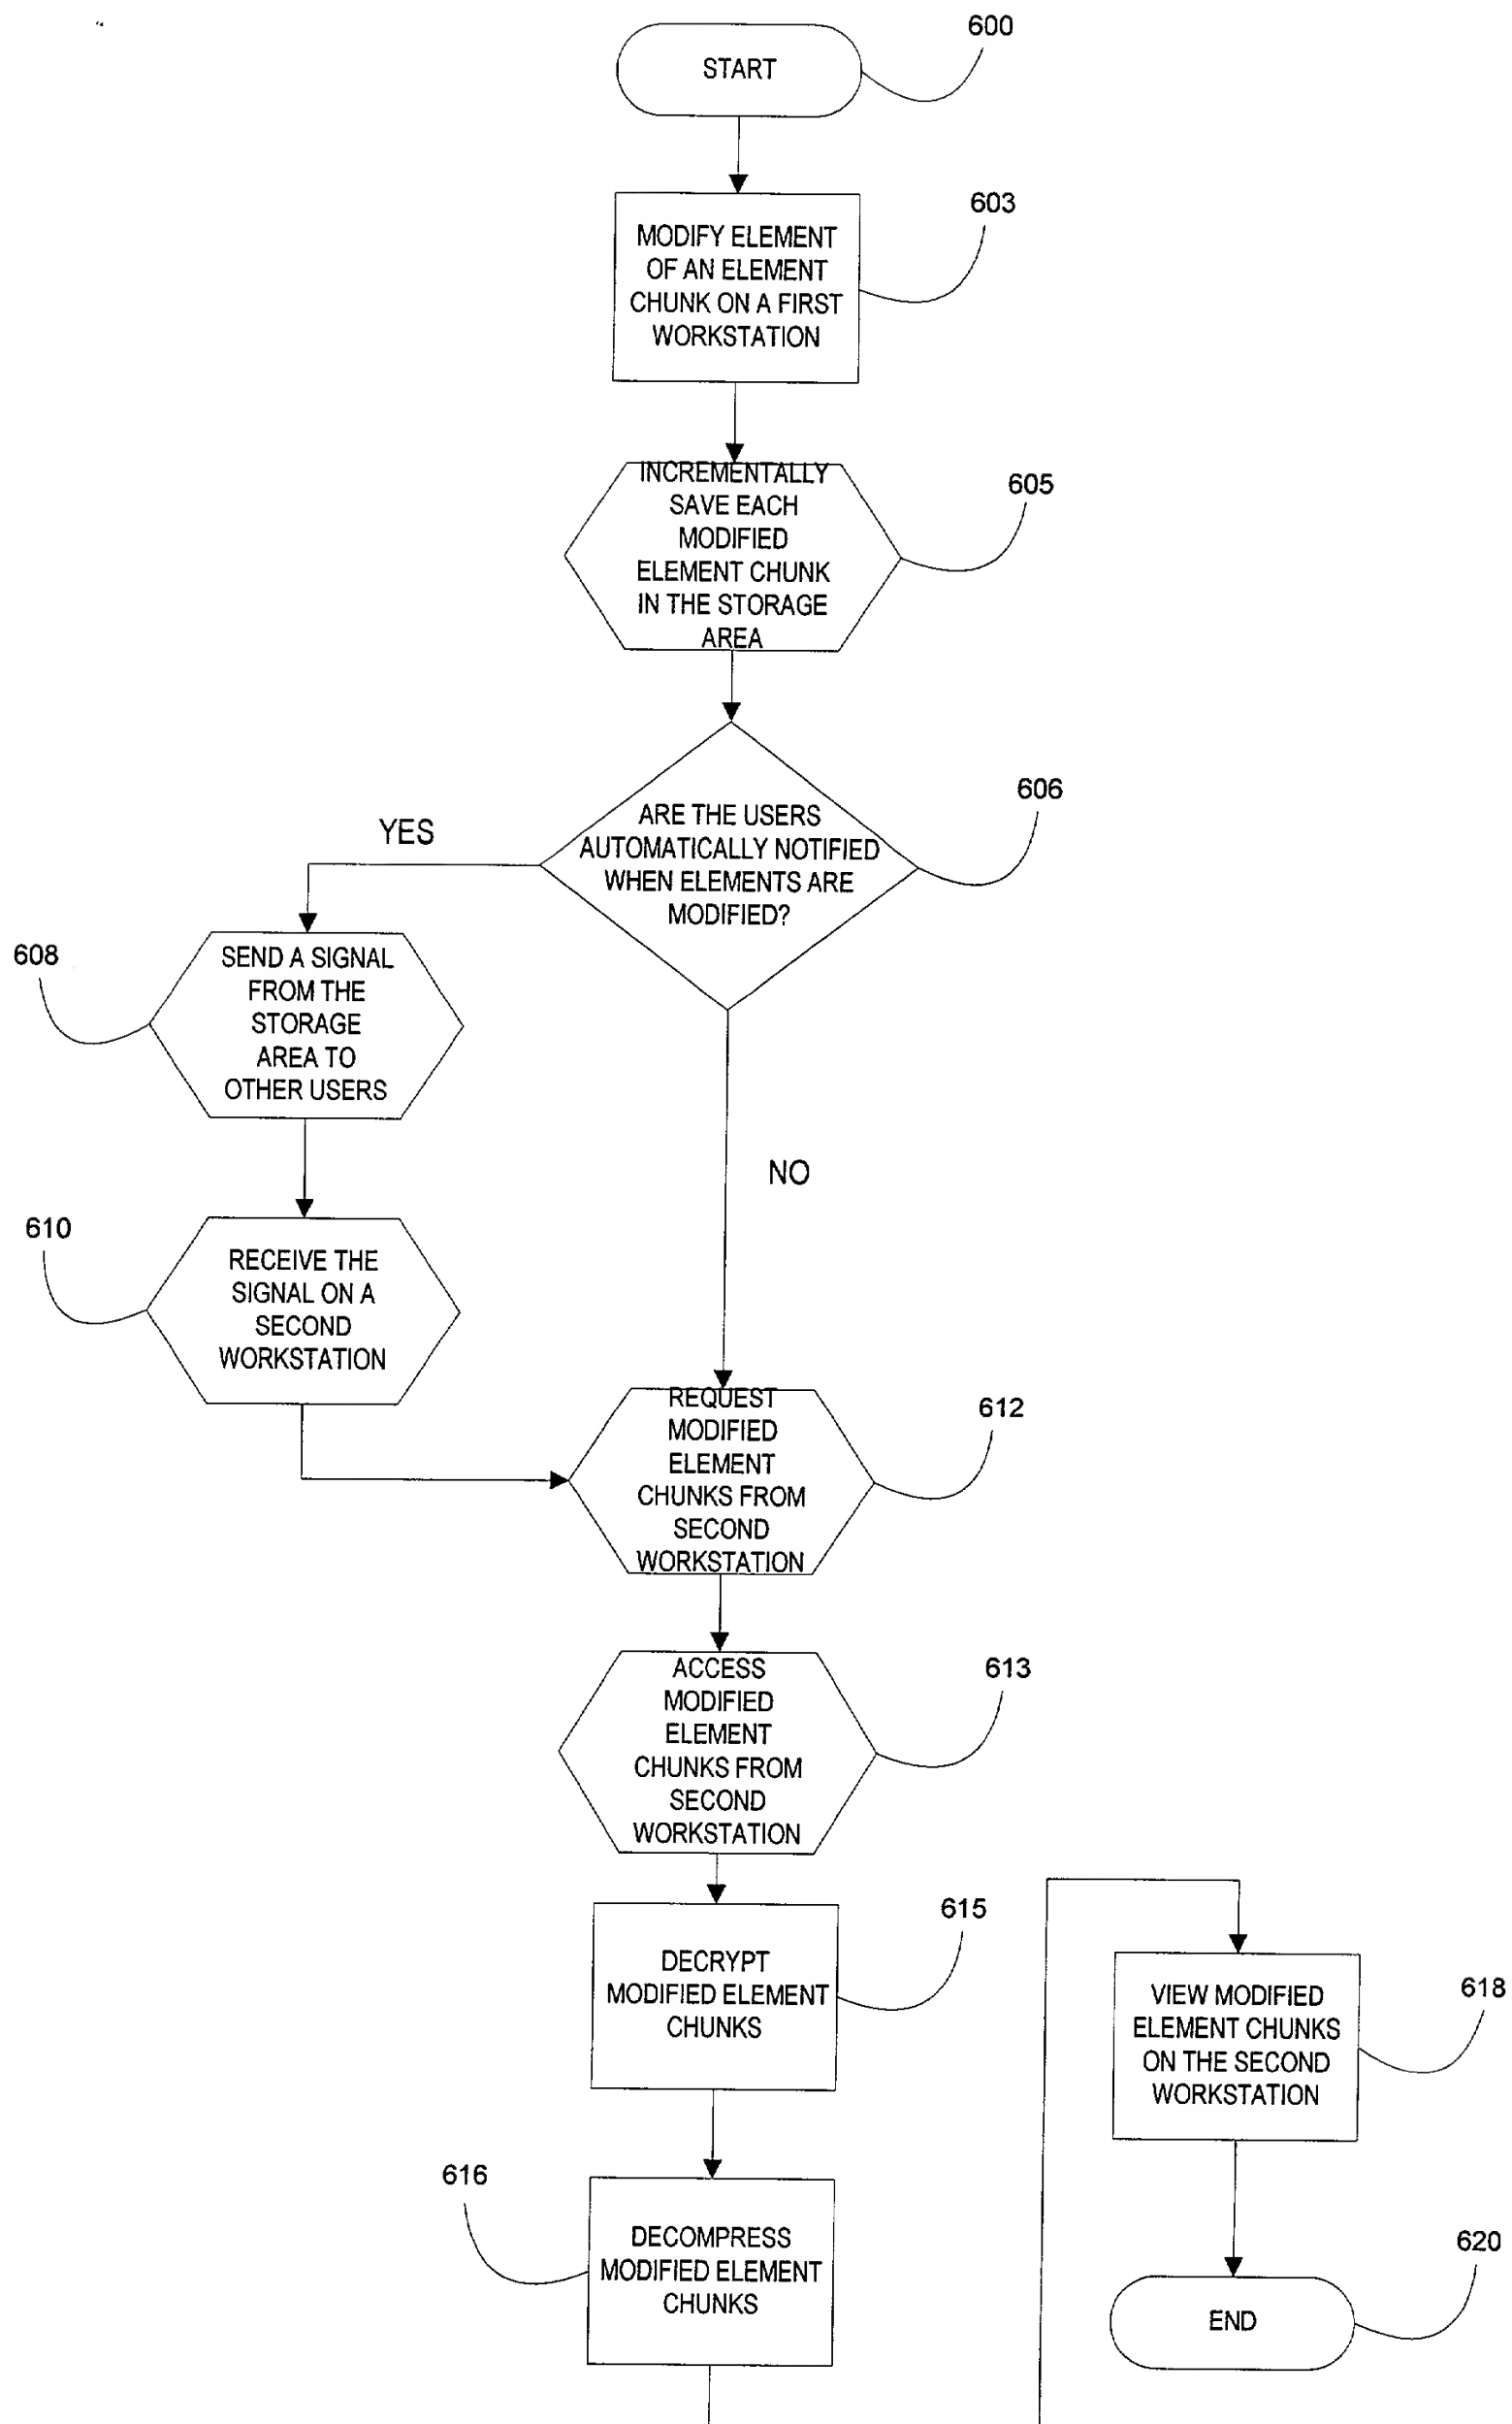 600
START
603
MODIFY ELEMENT
OF AN ELEMENT
CHUNK ON A FIRST
WORKSTATION
605
INCREMENTALLY
SAVE EACH
MODIFIED
ELEMENT CHUNK
IN THE STORAGE
AREA
606
ARE THE USERS
AUTOMATICALLY NOTIFIED
WHEN ELEMENTS ARE
MODIFIED?
YES
608
SEND A SIGNAL
FROM THE
STORAGE
AREA TO
OTHER USERS
NO
610
RECEIVE THE
SIGNAL ON A
SECOND
WORKSTATION
612
REQUEST
MODIFIED
ELEMENT
CHUNKS FROM
SECOND
WORKSTATION
613
ACCESS
MODIFIED
ELEMENT
CHUNKS FROM
SECOND
WORKSTATION
615
DECRYPT
MODIFIED ELEMENT
CHUNKS
616
DECOMPRESS
MODIFIED ELEMENT
CHUNKS
618
VIEW MODIFIED
ELEMENT CHUNKS
ON THE SECOND
WORKSTATION
620
END